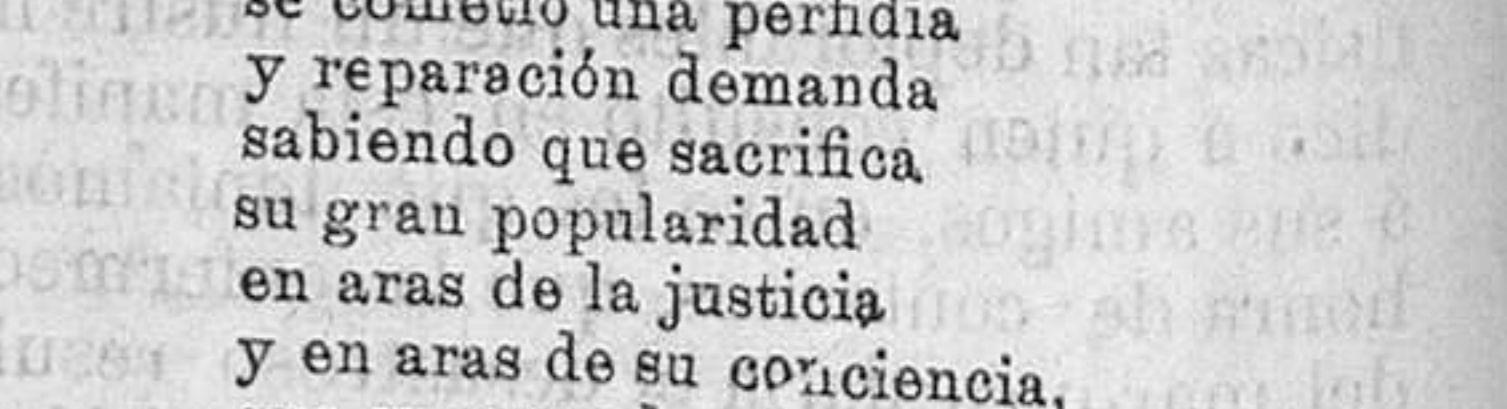 se cometió una perfidia
y reparación demanda
sabiendo que sacrifica
su gran popularidad
en aras de la justicia
y en aras de su conciencia,